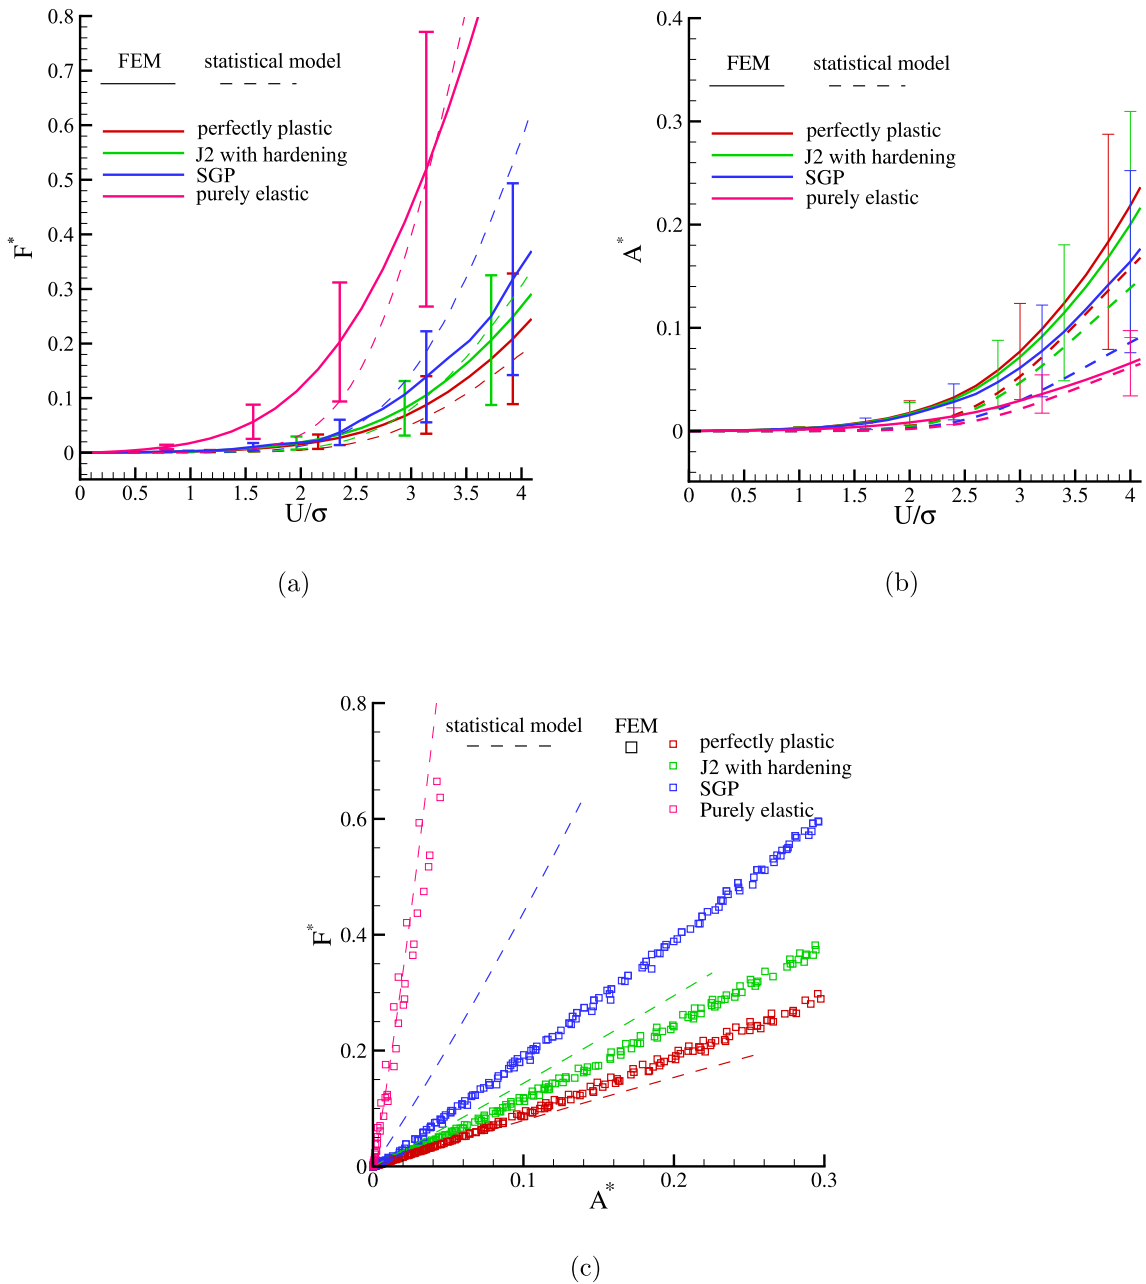 0.8
0.7
0.6
0.5
0.4
0.3
0.2
0.1
0
F*
FEM
statistical model
perfectly plastic
J2 with hardening
SGP
purely elastic
0 0.5 1 1.5 2 2.5 3 3.5 4
U/σ
(a)
0.4
0.3
0.2
0.1
0
A*
FEM
statistical model
perfectly plastic
J2 with hardening
SGP
purely elastic
0 0.5 1 1.5 2 2.5 3 3.5 4
U/σ
(b)
0.8
0.6
0.4
0.2
0
F*
statistical model
FEM
perfectly plastic
J2 with hardening
SGP
Purely elastic
0 0.1 0.2 0.3
A*
(c)